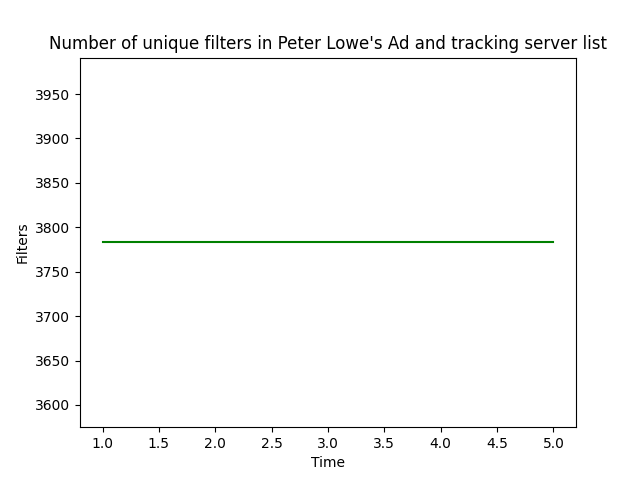 Number of unique filters in Peter Lowe's Ad and tracking server list
3950
3900
3850
3800
3750
3700
3650
3600
Filters
1.0 1.5 2.0 2.5 3.0 3.5 4.0 4.5 5.0
Time